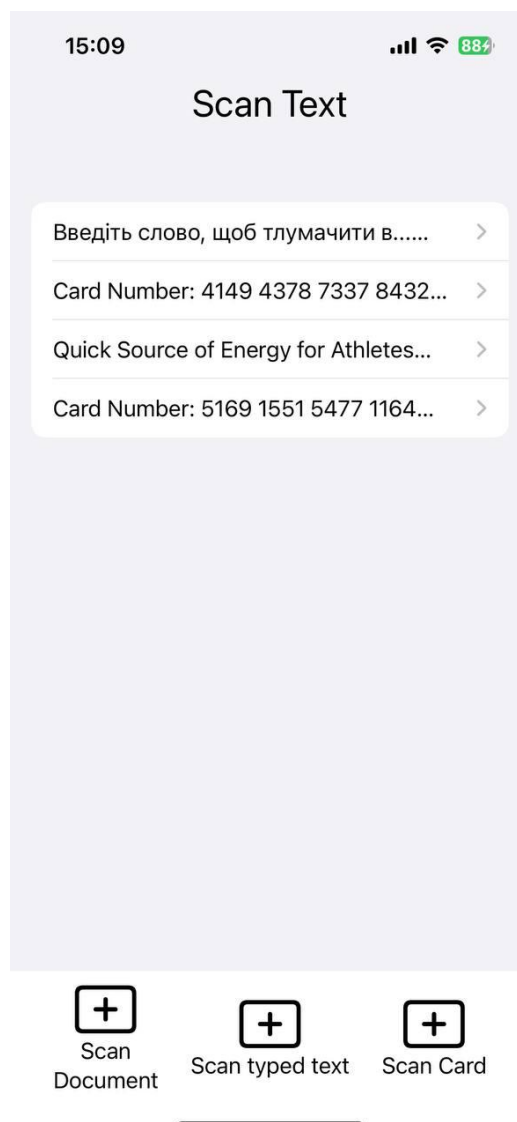 15:09
88
Scan Text
Введіть слово, щоб тлумачити в......
Card Number: 4149 4378 7337 8432...
Quick Source of Energy for Athletes...
Card Number: 5169 1551 5477 1164...
Scan
Document
Scan typed text
Scan Card